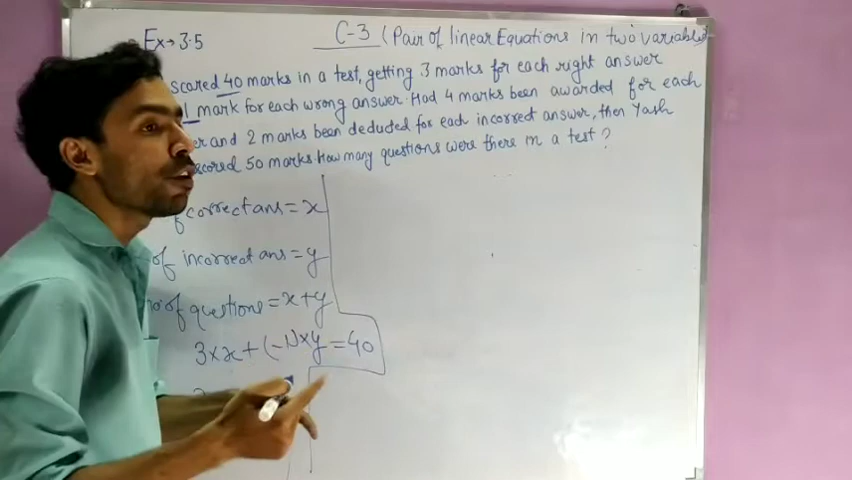 Ex→3.5
C-3 (Pair of linear Equations in two variables)
scored 40 marks in a test, getting 3 marks for each right answer
1 mark for each wrong answer. Had 4 marks been awarded for each
er and 2 marks been deducted for each incorrect answer, then Yash
scored 50 marks. How many questions were there in a test?
f correct ans = x
of incorrect ans = y
no of questions = x+y
3×x+(-1)×y=40